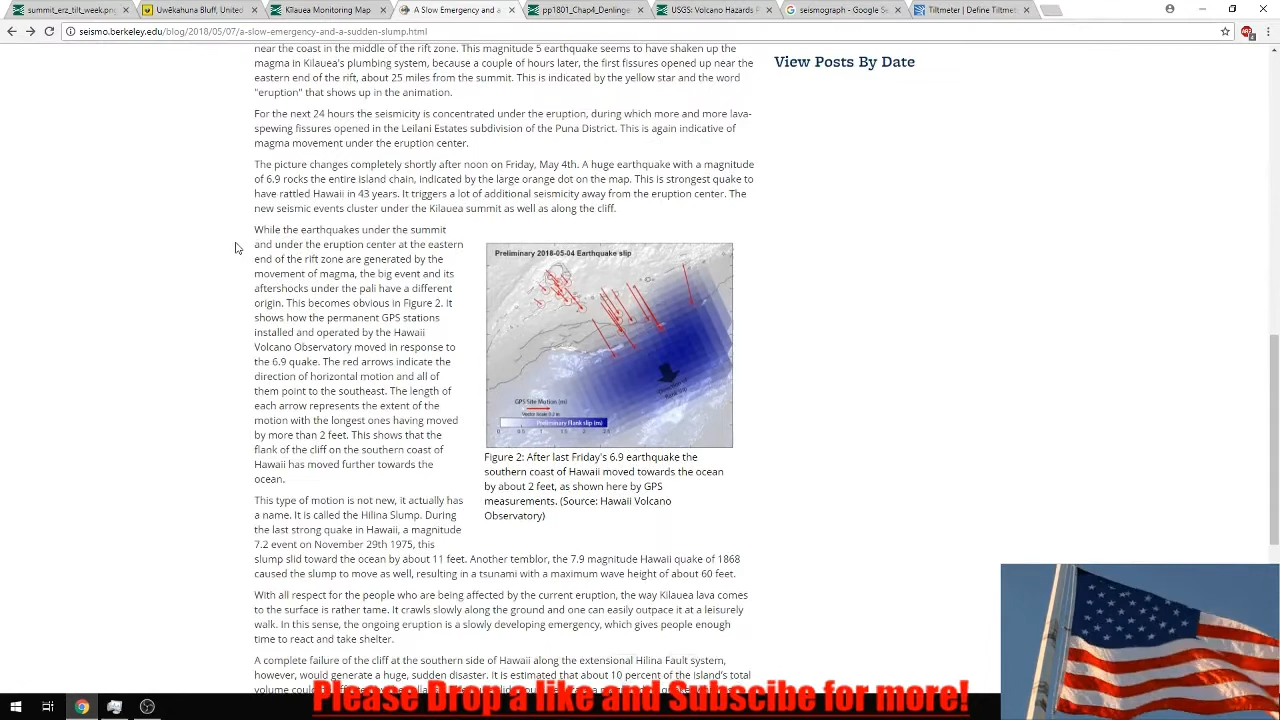 summit_erz_tilt_week.png
Uwēkahuna Bluff, United
Kīlauea Monitoring Map
A Slow Emergency and a
pp1801_Chap4_Denlinger
USGS: Volcano Hazards
seismograph - Google Se
Tiltmeter | Define Tiltmet
seismo.berkeley.edu/blog/2018/05/07/a-slow-emergency-and-a-sudden-slump.html
near the coast in the middle of the rift zone. This magnitude 5 earthquake seems to have shaken up the
magma in Kilauea's plumbing system, because a couple of hours later, the first fissures opened up near the
eastern end of the rift, about 25 miles from the summit. This is indicated by the yellow star and the word
"eruption" that shows up in the animation.
For the next 24 hours the seismicity is concentrated under the eruption, during which more and more lava-
spewing fissures opened in the Leilani Estates subdivision of the Puna District. This is again indicative of
magma movement under the eruption center.
The picture changes completely shortly after noon on Friday, May 4th. A huge earthquake with a magnitude
of 6.9 rocks the entire island chain, indicated by the large orange dot on the map. This is strongest quake to
have rattled Hawaii in 43 years. It triggers a lot of additional seismicity away from the eruption center. The
new seismic events cluster under the Kilauea summit as well as along the cliff.
While the earthquakes under the summit
and under the eruption center at the eastern
end of the rift zone are generated by the
movement of magma, the big event and its
aftershocks under the pali have a different
origin. This becomes obvious in Figure 2. It
shows how the permanent GPS stations
installed and operated by the Hawaii
Volcano Observatory moved in response to
the 6.9 quake. The red arrows indicate the
direction of horizontal motion and all of
them point to the southeast. The length of
each arrow represents the extent of the
motion with the longest ones having moved
by more than 2 feet. This shows that the
flank of the cliff on the southern coast of
Hawaii has moved further towards the
ocean.
This type of motion is not new, it actually has
a name. It is called the Hilina Slump. During
the last strong quake in Hawaii, a magnitude
7.2 event on November 29th 1975, this
slump slid toward the ocean by about 11 feet. Another temblor, the 7.9 magnitude Hawaii quake of 1868
caused the slump to move as well, resulting in a tsunami with a maximum wave height of about 60 feet.
With all respect for the people who are being affected by the current eruption, the way Kilauea lava comes
to the surface is rather tame. It crawls slowly along the ground and one can easily outpace it at a leisurely
walk. In this sense, the ongoing eruption is a slowly developing emergency, which gives people enough
time to react and take shelter.
A complete failure of the cliff at the southern side of Hawaii along the extensional Hilina Fault system,
however, would generate a huge, sudden disaster. It is estimated that about 10 percent of the island's total
volume could
Preliminary 2018-05-04 Earthquake slip
GPS Site Motion (m)
Vector Scale 0.2 m
Preliminary Flank slip (m)
Figure 2: After last Friday's 6.9 earthquake the
southern coast of Hawaii moved towards the ocean
by about 2 feet, as shown here by GPS
measurements. (Source: Hawaii Volcano
Observatory)
View Posts By Date
Please Drop a like and Subscibe for more!